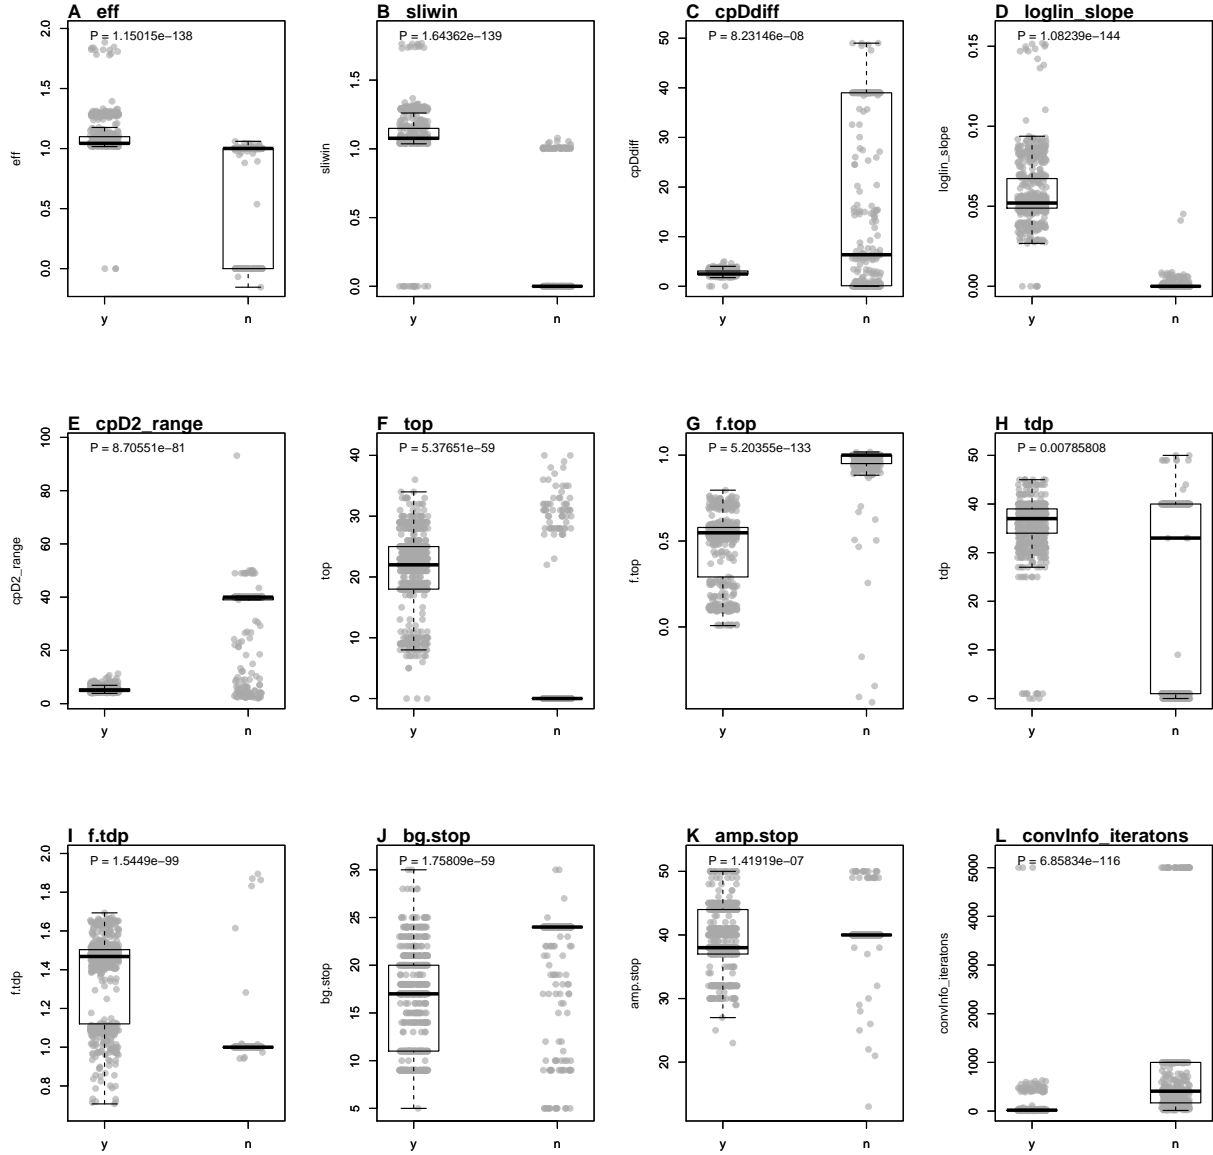 A eff
P = 1.15015e−138
eff
2.0
1.5
1.0
0.5
0.0
y n
B sliwin
P = 1.64362e−139
sliwin
1.5
1.0
0.5
0.0
y n
C cpDdiff
P = 8.23146e−08
cpDdiff
50
40
30
20
10
0
y n
D loglin_slope
P = 1.08239e−144
loglin_slope
0.15
0.10
0.05
0.00
y n
E cpD2_range
P = 8.70551e−81
cpD2_range
100
80
60
40
20
0
y n
F top
P = 5.37651e−59
top
40
30
20
10
0
y n
G f.top
P = 5.20355e−133
f.top
1.0
0.5
0.0
y n
H tdp
P = 0.00785808
tdp
50
40
30
20
10
0
y n
I f.tdp
P = 1.5449e−99
f.tdp
2.0
1.8
1.6
1.4
1.2
1.0
0.8
y n
J bg.stop
P = 1.75809e−59
bg.stop
30
25
20
15
10
5
y n
K amp.stop
P = 1.41919e−07
amp.stop
50
40
30
20
y n
L convInfo_iteratons
P = 6.85834e−116
convInfo_iteratons
5000
4000
3000
2000
1000
0
y n